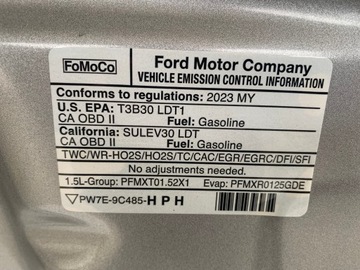 FoMoCo
Ford Motor Company
VEHICLE EMISSION CONTROL INFORMATION
Conforms to regulations: 2023 MY
U.S. EPA: T3B30 LDT1
CA OBD II Fuel: Gasoline
California: SULEV30 LDT
CA OBD II Fuel: Gasoline
TWC/WR-HO2S/HO2S/TC/CAC/EGR/EGRC/DFI/SFI
No adjustments needed.
1.5L-Group: PFMXT01.52X1 Evap: PFMXR0125GDE
PW7E-9C485-HPH